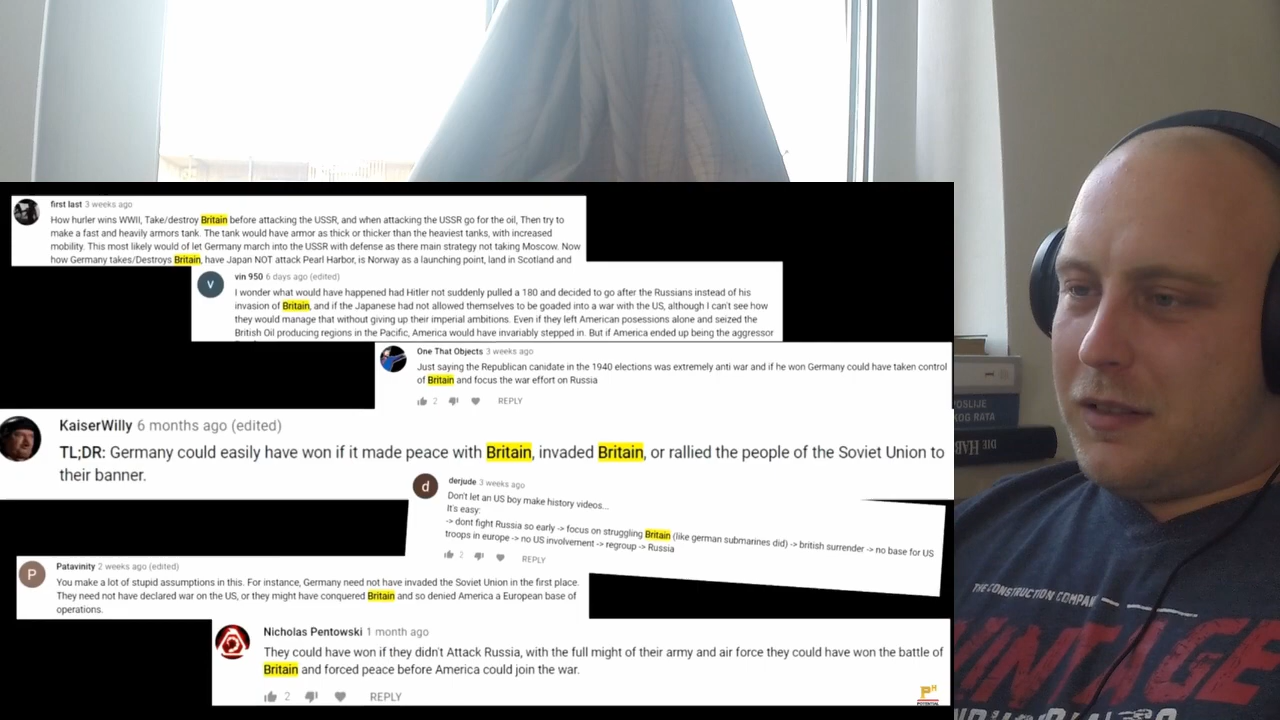 first last 3 weeks ago
How hurler wins WWII, Take/destroy Britain before attacking the USSR, and when attacking the USSR go for the oil, Then try to
make a fast and heavily armors tank. The tank would have armor as thick or thicker than the heaviest tanks, with increased
mobility. This most likely would of let Germany march into the USSR with defense as there main strategy not taking Moscow. Now
how Germany takes/Destroys Britain, have Japan NOT attack Pearl Harbor, is Norway as a launching point, land in Scotland and
V
vin 950 6 days ago (edited)
I wonder what would have happened had Hitler not suddenly pulled a 180 and decided to go after the Russians instead of his
invasion of Britain, and if the Japanese had not allowed themselves to be goaded into a war with the US, although I can't see how
they would manage that without giving up their imperial ambitions. Even if they left American posessions alone and seized the
British Oil producing regions in the Pacific, America would have invariably stepped in. But if America ended up being the aggressor
One That Objects 3 weeks ago
Just saying the Republican canidate in the 1940 elections was extremely anti war and if he won Germany could have taken control
of Britain and focus the war effort on Russia
2 REPLY
KaiserWilly 6 months ago (edited)
TL;DR: Germany could easily have won if it made peace with Britain, invaded Britain, or rallied the people of the Soviet Union to
their banner.
d
derjude 3 weeks ago
Don't let an US boy make history videos...
It's easy:
-> dont fight Russia so early -> focus on struggling Britain (like german submarines did) -> british surrender -> no base for US
troops in europe -> no US involvement -> regroup -> Russia
2 REPLY
P
Patavinity 2 weeks ago (edited)
You make a lot of stupid assumptions in this. For instance, Germany need not have invaded the Soviet Union in the first place.
They need not have declared war on the US, or they might have conquered Britain and so denied America a European base of
operations.
Nicholas Pentowski 1 month ago
They could have won if they didn't Attack Russia, with the full might of their army and air force they could have won the battle of
Britain and forced peace before America could join the war.
2 REPLY
PH
POTENTIAL
POSLIJE
KOG RATA
DIE HAB
THE CONSTRUCTION COMPAN